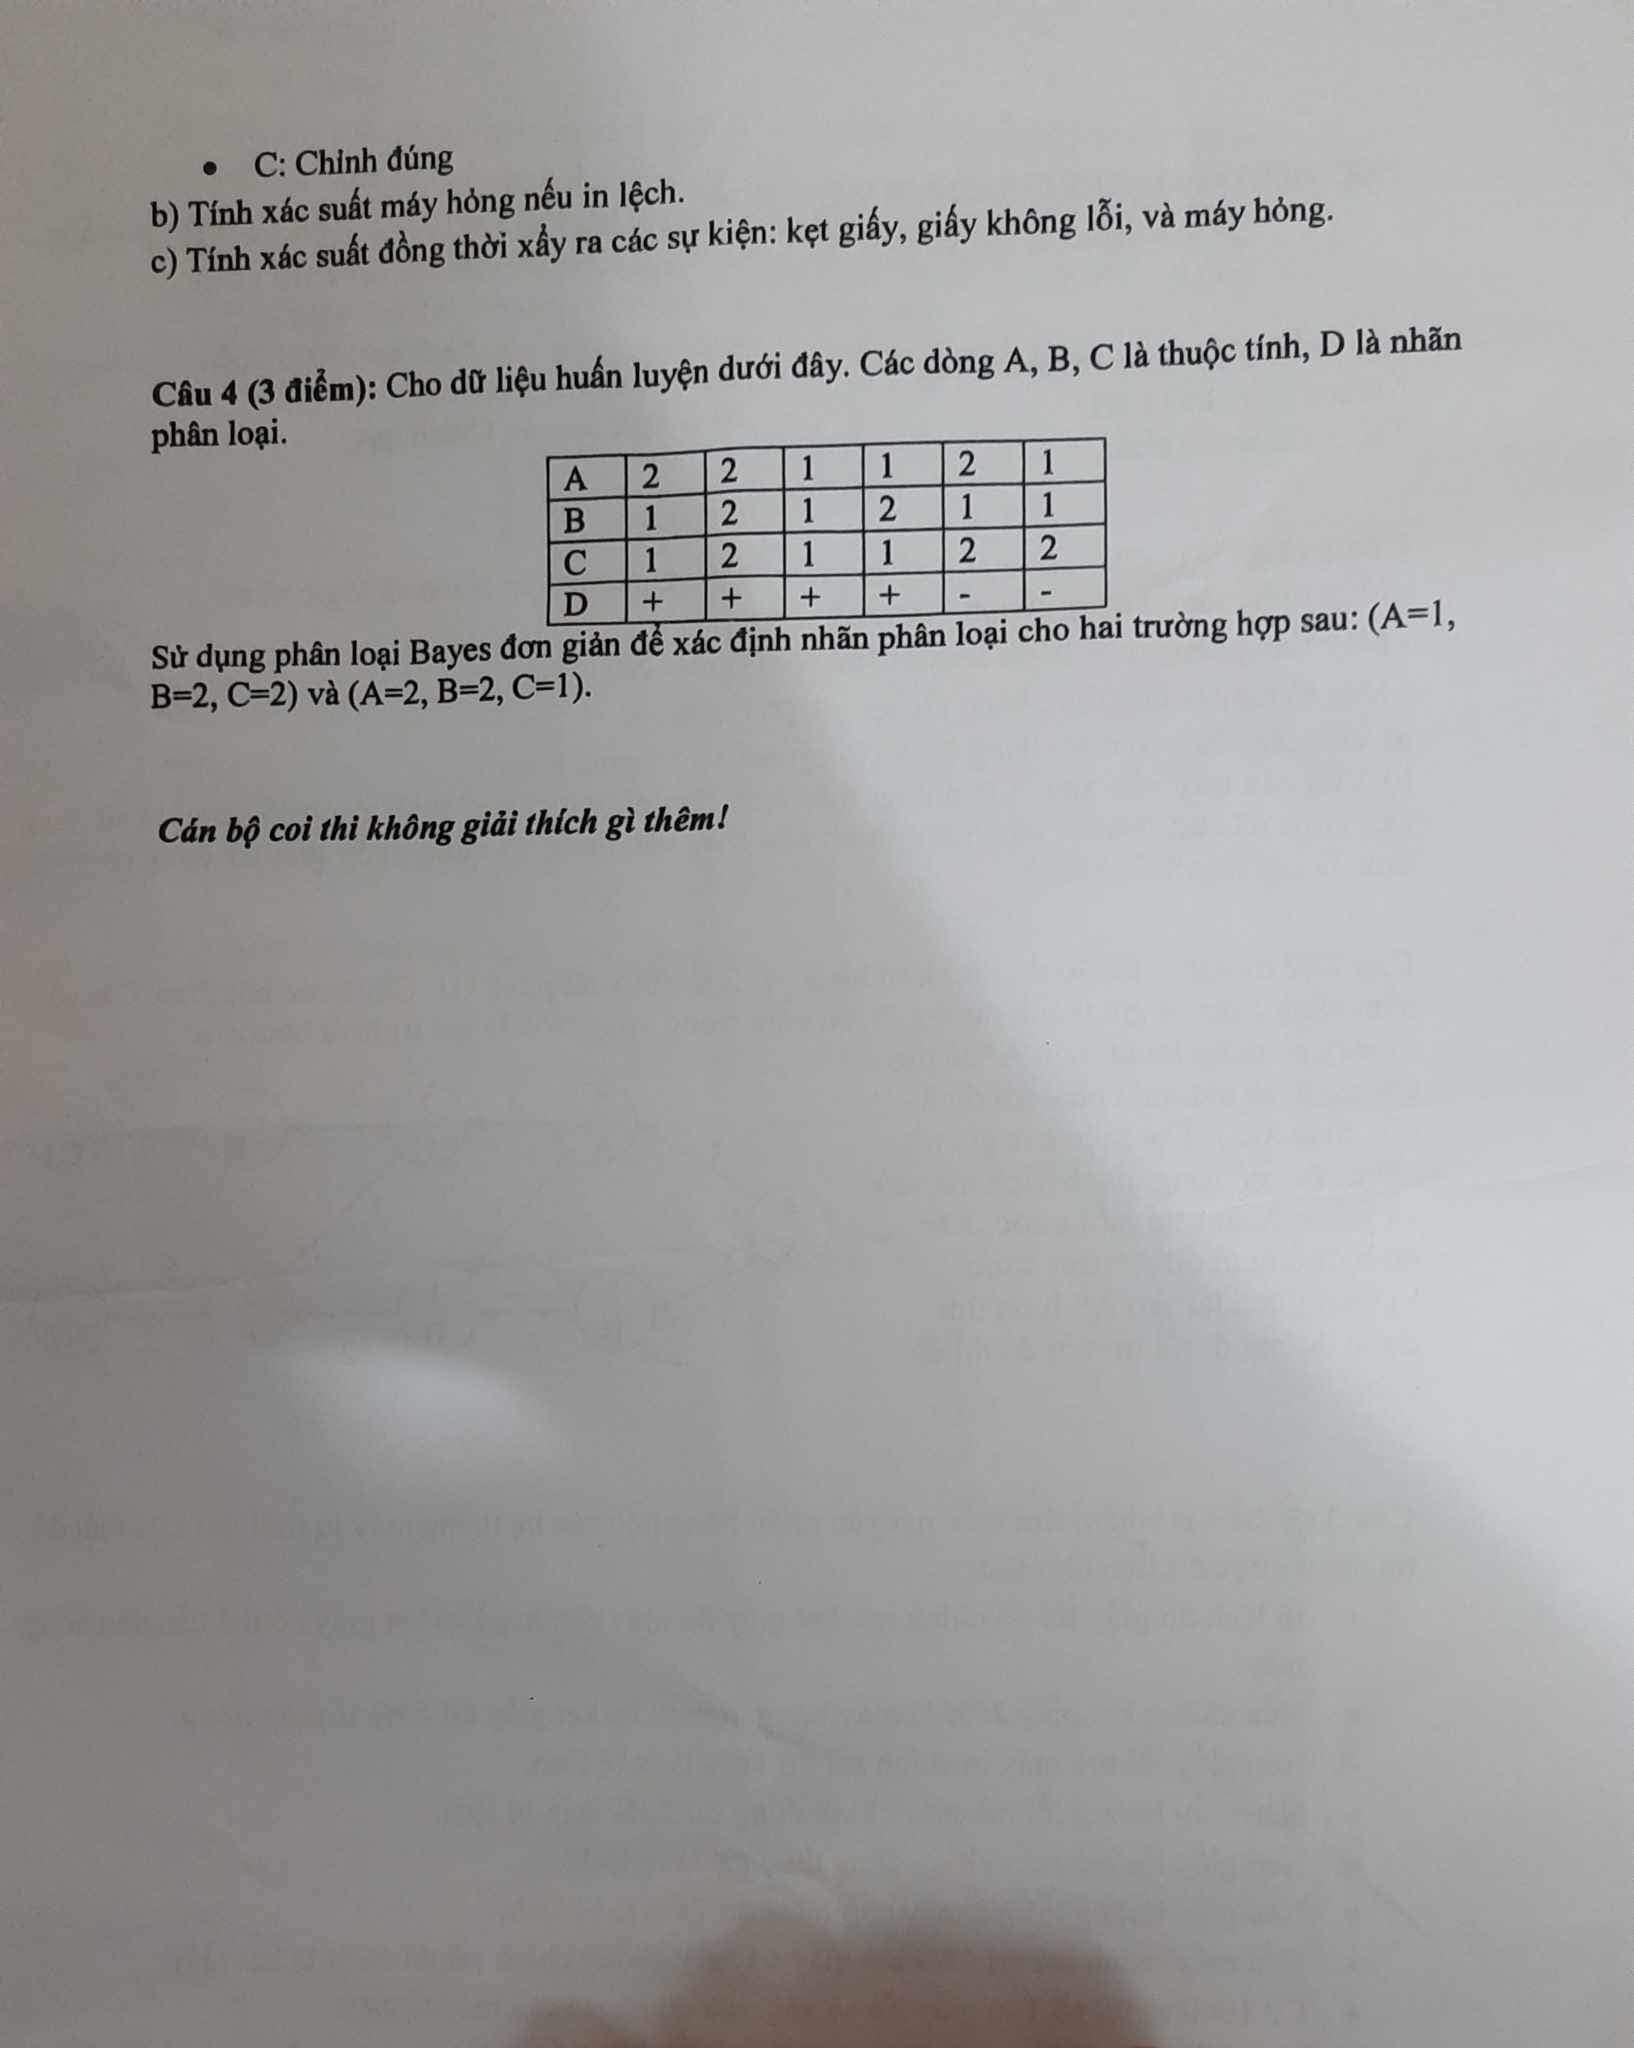 • C: Chỉnh đúng
b) Tính xác suất máy hỏng nếu in lệch.
c) Tính xác suất đồng thời xẩy ra các sự kiện: kẹt giấy, giấy không lỗi, và máy hỏng.
Câu 4 (3 điểm): Cho dữ liệu huấn luyện dưới đây. Các dòng A, B, C là thuộc tính, D là nhãn
phân loại.
A 2 2 1 1 2 1
B 1 2 1 2 1 1
C 1 2 1 1 2 2
D + + + + - -
Sử dụng phân loại Bayes đơn giản để xác định nhãn phân loại cho hai trường hợp sau: (A=1,
B=2, C=2) và (A=2, B=2, C=1).
Cán bộ coi thi không giải thích gì thêm!